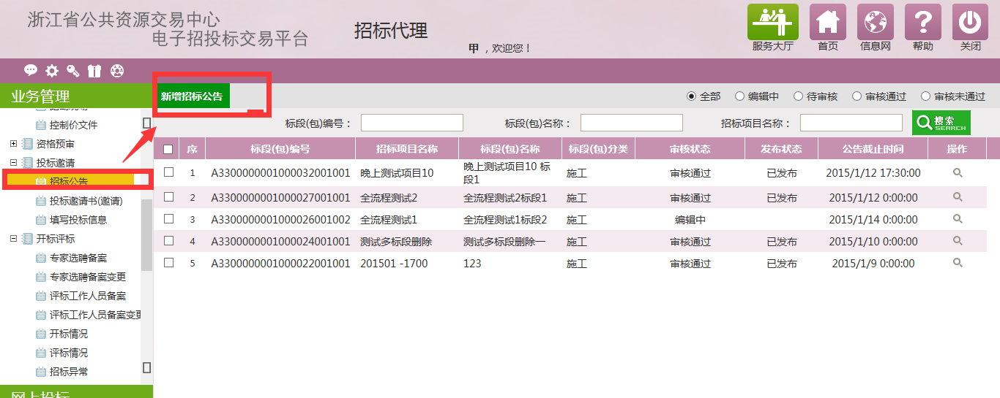 浙江省公共资源交易中心
电子招投标交易平台
招标代理
甲 ，欢迎您！
服务大厅 首页 信息网 帮助 关闭
业务管理
新增招标公告
全部 编辑中 待审核 审核通过 审核未通过
控制价文件
资格预审
投标邀请
招标公告
投标邀请书(邀请)
填写投标信息
开标评标
专家选聘备案
专家选聘备案变更
评标工作人员备案
评标工作人员备案变更
开标情况
评标情况
招标异常
网上投标
标段(包)编号： 标段(包)名称： 招标项目名称： 搜索
SEARCH
序 标段(包)编号 招标项目名称 标段(包)名称 标段(包)分类 审核状态 发布状态 公告截止时间 操作
1 A3300000001000032001001 晚上测试项目10 晚上测试项目10 标 施工 审核通过 已发布 2015/1/12 17:30:00
段1
2 A3300000001000027001001 全流程测试2 全流程测试2标段1 施工 审核通过 已发布 2015/1/12 0:00:00
3 A3300000001000026001002 全流程测试1 全流程测试1标段2 施工 编辑中 2015/1/14 0:00:00
4 A3300000001000024001001 测试多标段删除 测试多标段删除一 施工 审核通过 已发布 2015/1/10 0:00:00
5 A3300000001000022001001 201501 -1700 123 施工 审核通过 已发布 2015/1/9 0:00:00